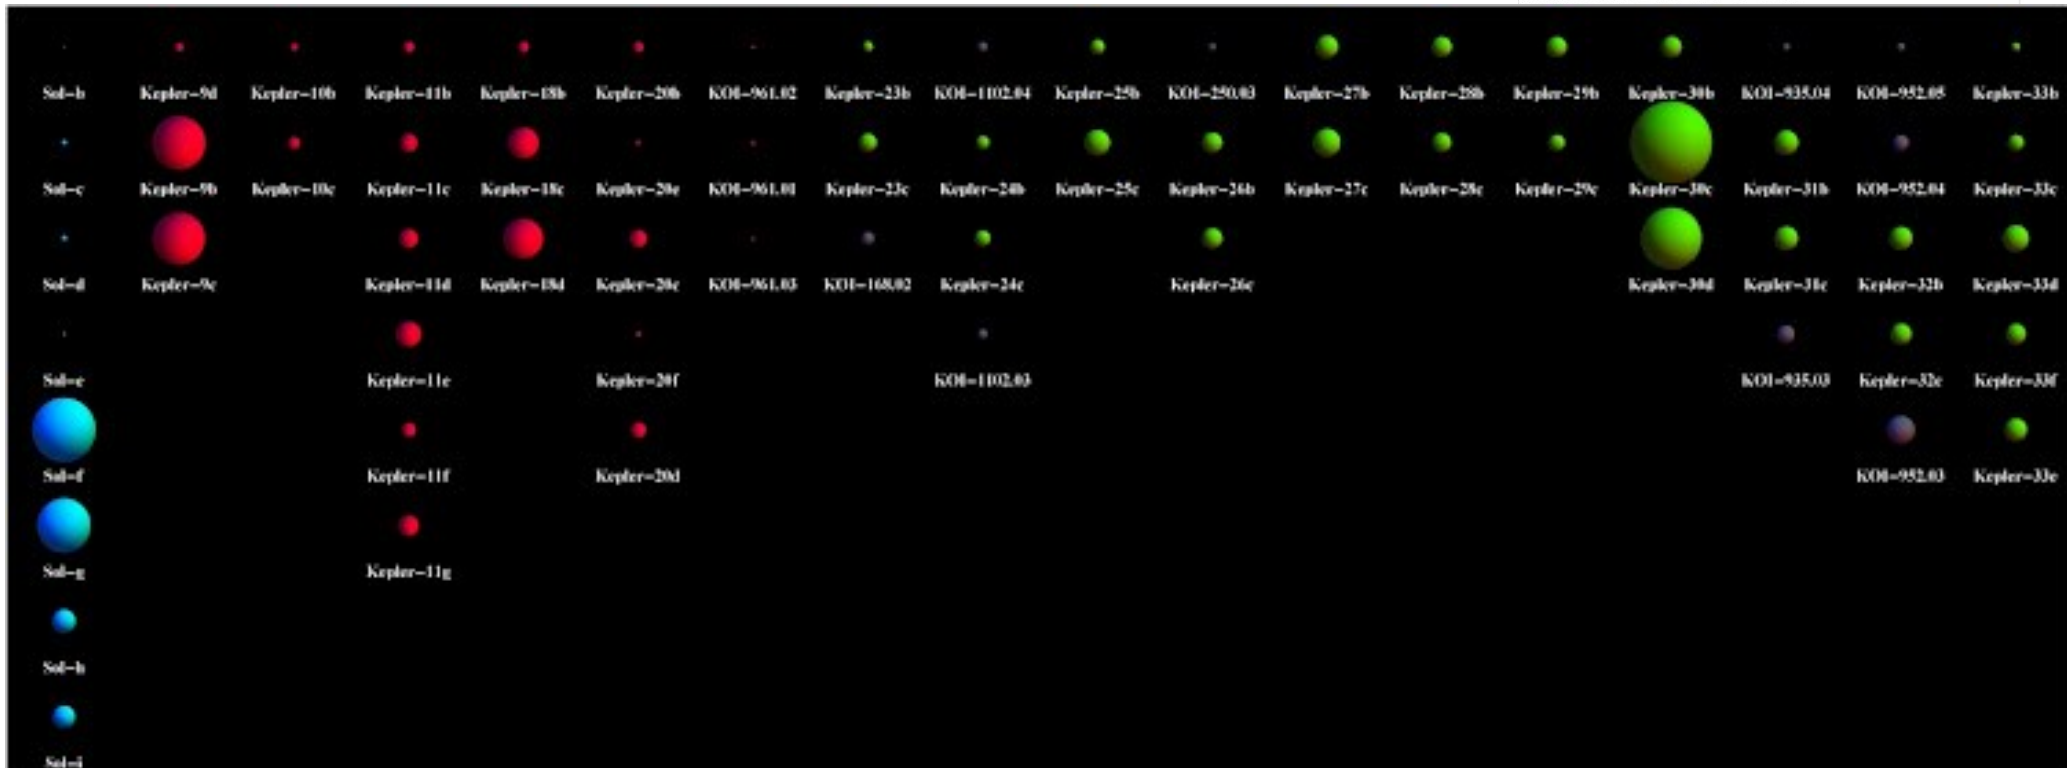 Sol-b Kepler-9d Kepler-10b Kepler-11b Kepler-18b Kepler-20b KOI-961.02 Kepler-23b KOI-1102.04 Kepler-25b KOI-250.03 Kepler-27b Kepler-28b Kepler-29b Kepler-30b KOI-935.04 KOI-952.05 Kepler-33b
Sol-c Kepler-9b Kepler-10c Kepler-11c Kepler-18c Kepler-20e KOI-961.01 Kepler-23c Kepler-24b Kepler-25c Kepler-26b Kepler-27c Kepler-28c Kepler-29c Kepler-30c Kepler-31b KOI-952.04 Kepler-33c
Sol-d Kepler-9c Kepler-11d Kepler-18d Kepler-20c KOI-961.03 KOI-168.02 Kepler-24c Kepler-26c Kepler-30d Kepler-31c Kepler-32b Kepler-33d
Sol-e Kepler-11e Kepler-20f KOI-1102.03 KOI-935.03 Kepler-32c Kepler-33f
Sol-f Kepler-11f Kepler-20d KOI-952.03 Kepler-33e
Sol-g Kepler-11g
Sol-h
Sol-i